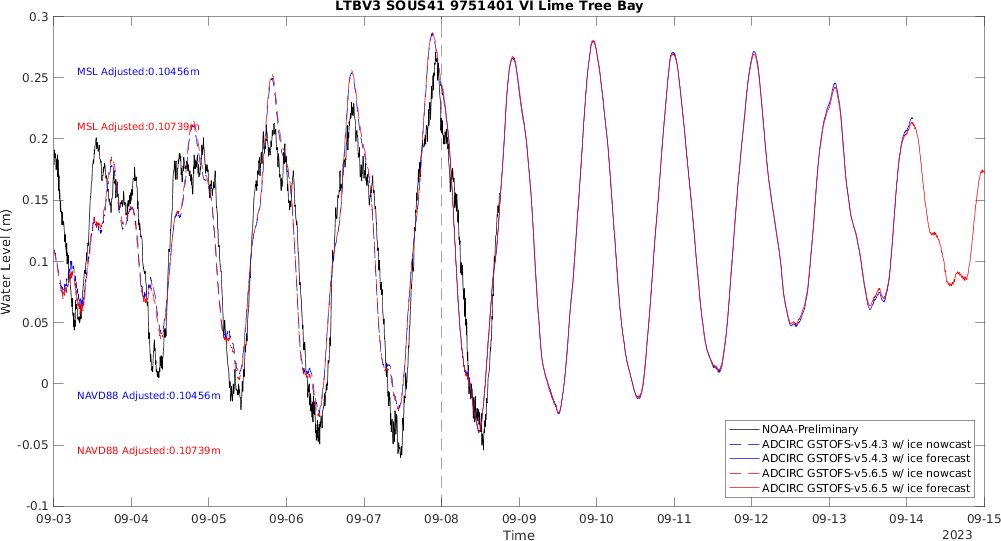 LTBV3 SOUS41 9751401 VI Lime Tree Bay
0.3
0.25
0.2
0.15
0.1
0.05
0
-0.05
-0.1
Water Level (m)
MSL Adjusted:0.10456m
MSL Adjusted:0.10739m
NAVD88 Adjusted:0.10456m
NAVD88 Adjusted:0.10739m
NOAA-Preliminary
ADCIRC GSTOFS-v5.4.3 w/ ice nowcast
ADCIRC GSTOFS-v5.4.3 w/ ice forecast
ADCIRC GSTOFS-v5.6.5 w/ ice nowcast
ADCIRC GSTOFS-v5.6.5 w/ ice forecast
09-03 09-04 09-05 09-06 09-07 09-08 09-09 09-10 09-11 09-12 09-13 09-14 09-15
Time
2023